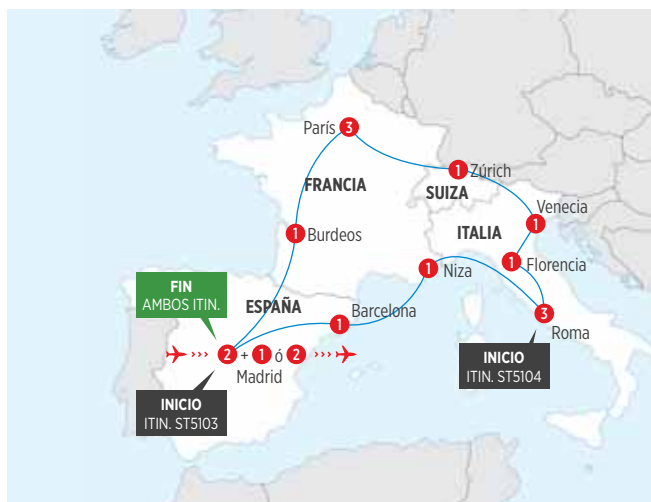 París 3
1 Zúrich
FRANCIA
SUIZA
Venecia
1
1 Burdeos
ITALIA
1 Florencia
1
Niza
FIN
AMBOS ITIN.
ESPAÑA
Barcelona
1
3
Roma
2 + 1 ó 2
Madrid
INICIO
ITIN. ST5104
INICIO
ITIN. ST5103